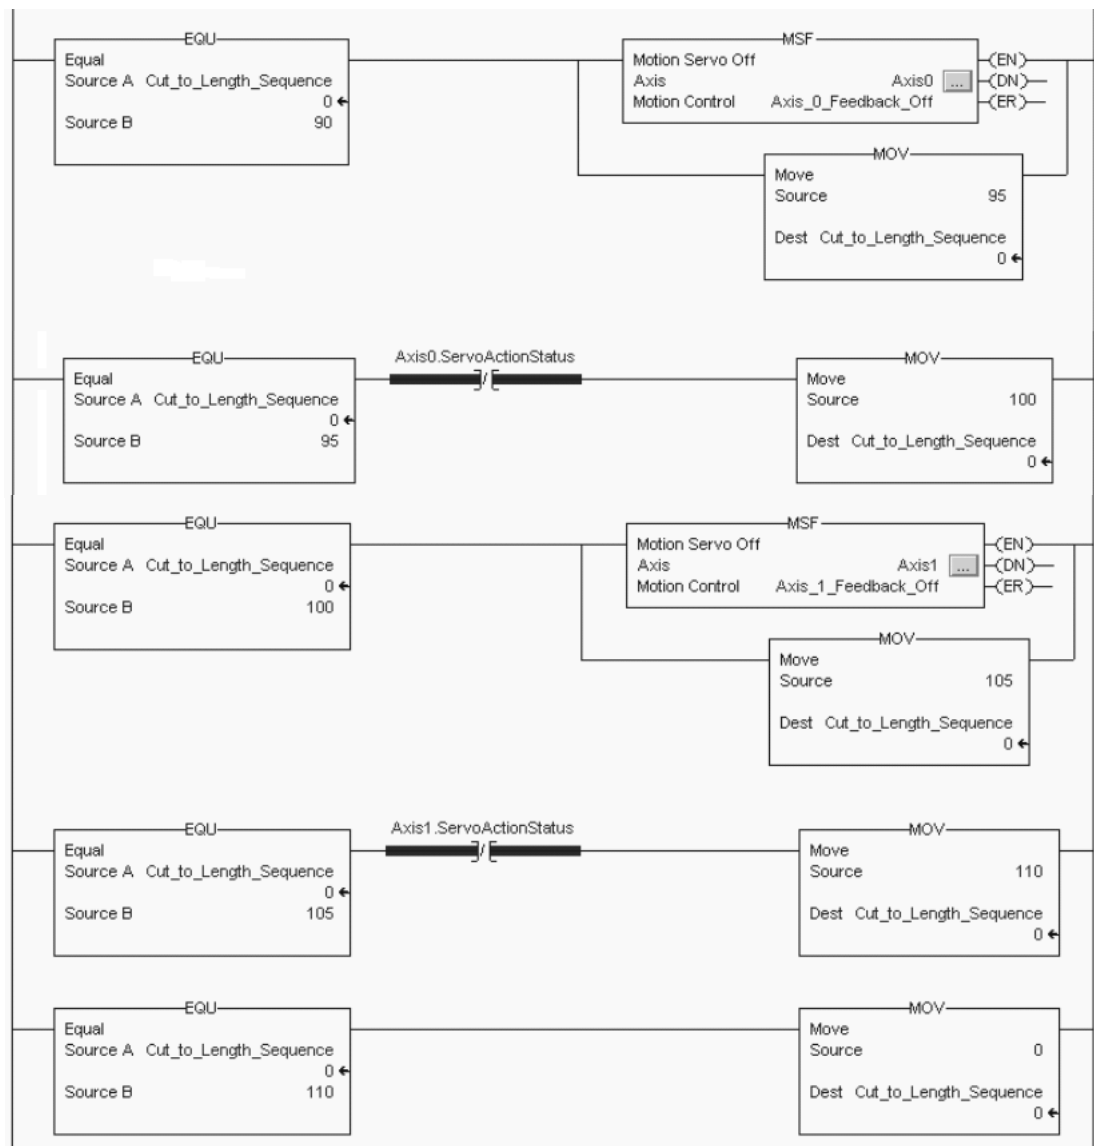 EQU
Equal
Source A Cut_to_Length_Sequence
0
Source B 90
MSF
Motion Servo Off
Axis Axis0 ...
Motion Control Axis_0_Feedback_Off
(EN)
(DN)
(ER)
MOV
Move
Source 95
Dest Cut_to_Length_Sequence
0
EQU
Equal
Source A Cut_to_Length_Sequence
0
Source B 95
Axis0.ServoActionStatus
MOV
Move
Source 100
Dest Cut_to_Length_Sequence
0
EQU
Equal
Source A Cut_to_Length_Sequence
0
Source B 100
MSF
Motion Servo Off
Axis Axis1 ...
Motion Control Axis_1_Feedback_Off
(EN)
(DN)
(ER)
MOV
Move
Source 105
Dest Cut_to_Length_Sequence
0
EQU
Equal
Source A Cut_to_Length_Sequence
0
Source B 105
Axis1.ServoActionStatus
MOV
Move
Source 110
Dest Cut_to_Length_Sequence
0
EQU
Equal
Source A Cut_to_Length_Sequence
0
Source B 110
MOV
Move
Source 0
Dest Cut_to_Length_Sequence
0